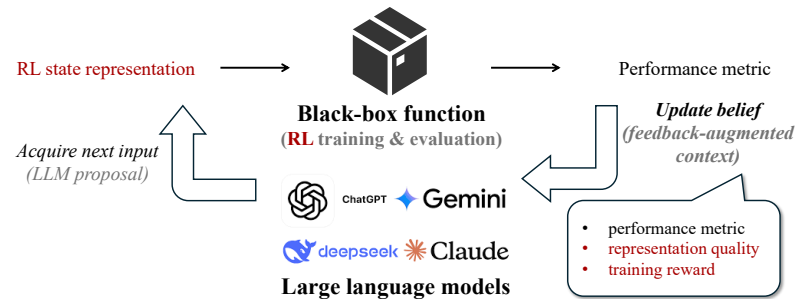 RL state representation
Performance metric
Black-box function
(RL training & evaluation)
Update belief
(feedback-augmented
context)
Acquire next input
(LLM proposal)
ChatGPT
Gemini
deepseek
Claude
Large language models
• performance metric
• representation quality
• training reward